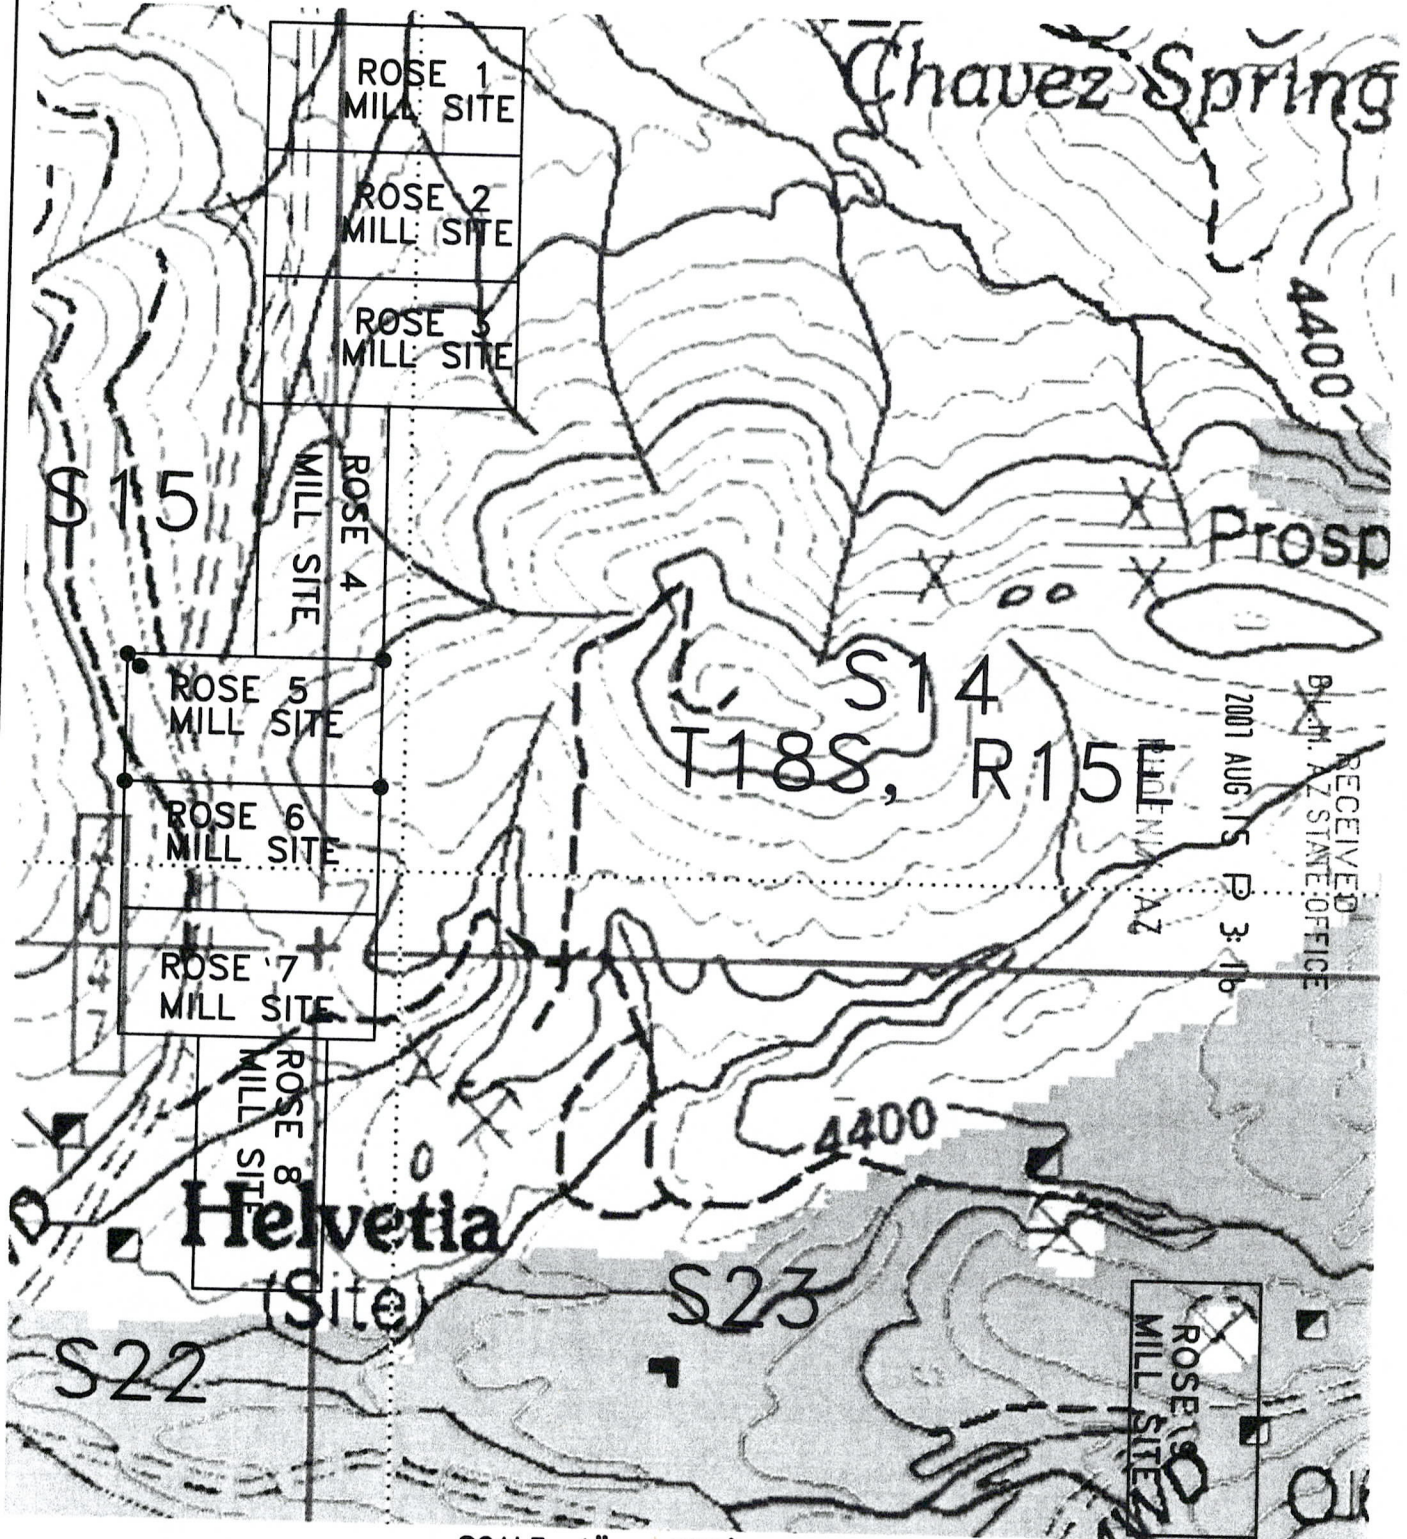 Chavez Spring
ROSE 1
MILL SITE
ROSE 2
MILL SITE
ROSE 3
MILL SITE
4400
S15
ROSE 4
MILL SITE
Prosp
ROSE 5
MILL SITE
S14
T18S, R15E
RECEIVED
B.L.M. AZ STATE OFFICE
2001 AUG 15 P 3:16
PHOENIX, AZ
ROSE 6
MILL SITE
ROSE 7
MILL SITE
ROSE 8
MILL SITE
4400
Helvetia
(Site)
S23
S22
ROSE 9
MILL SITE